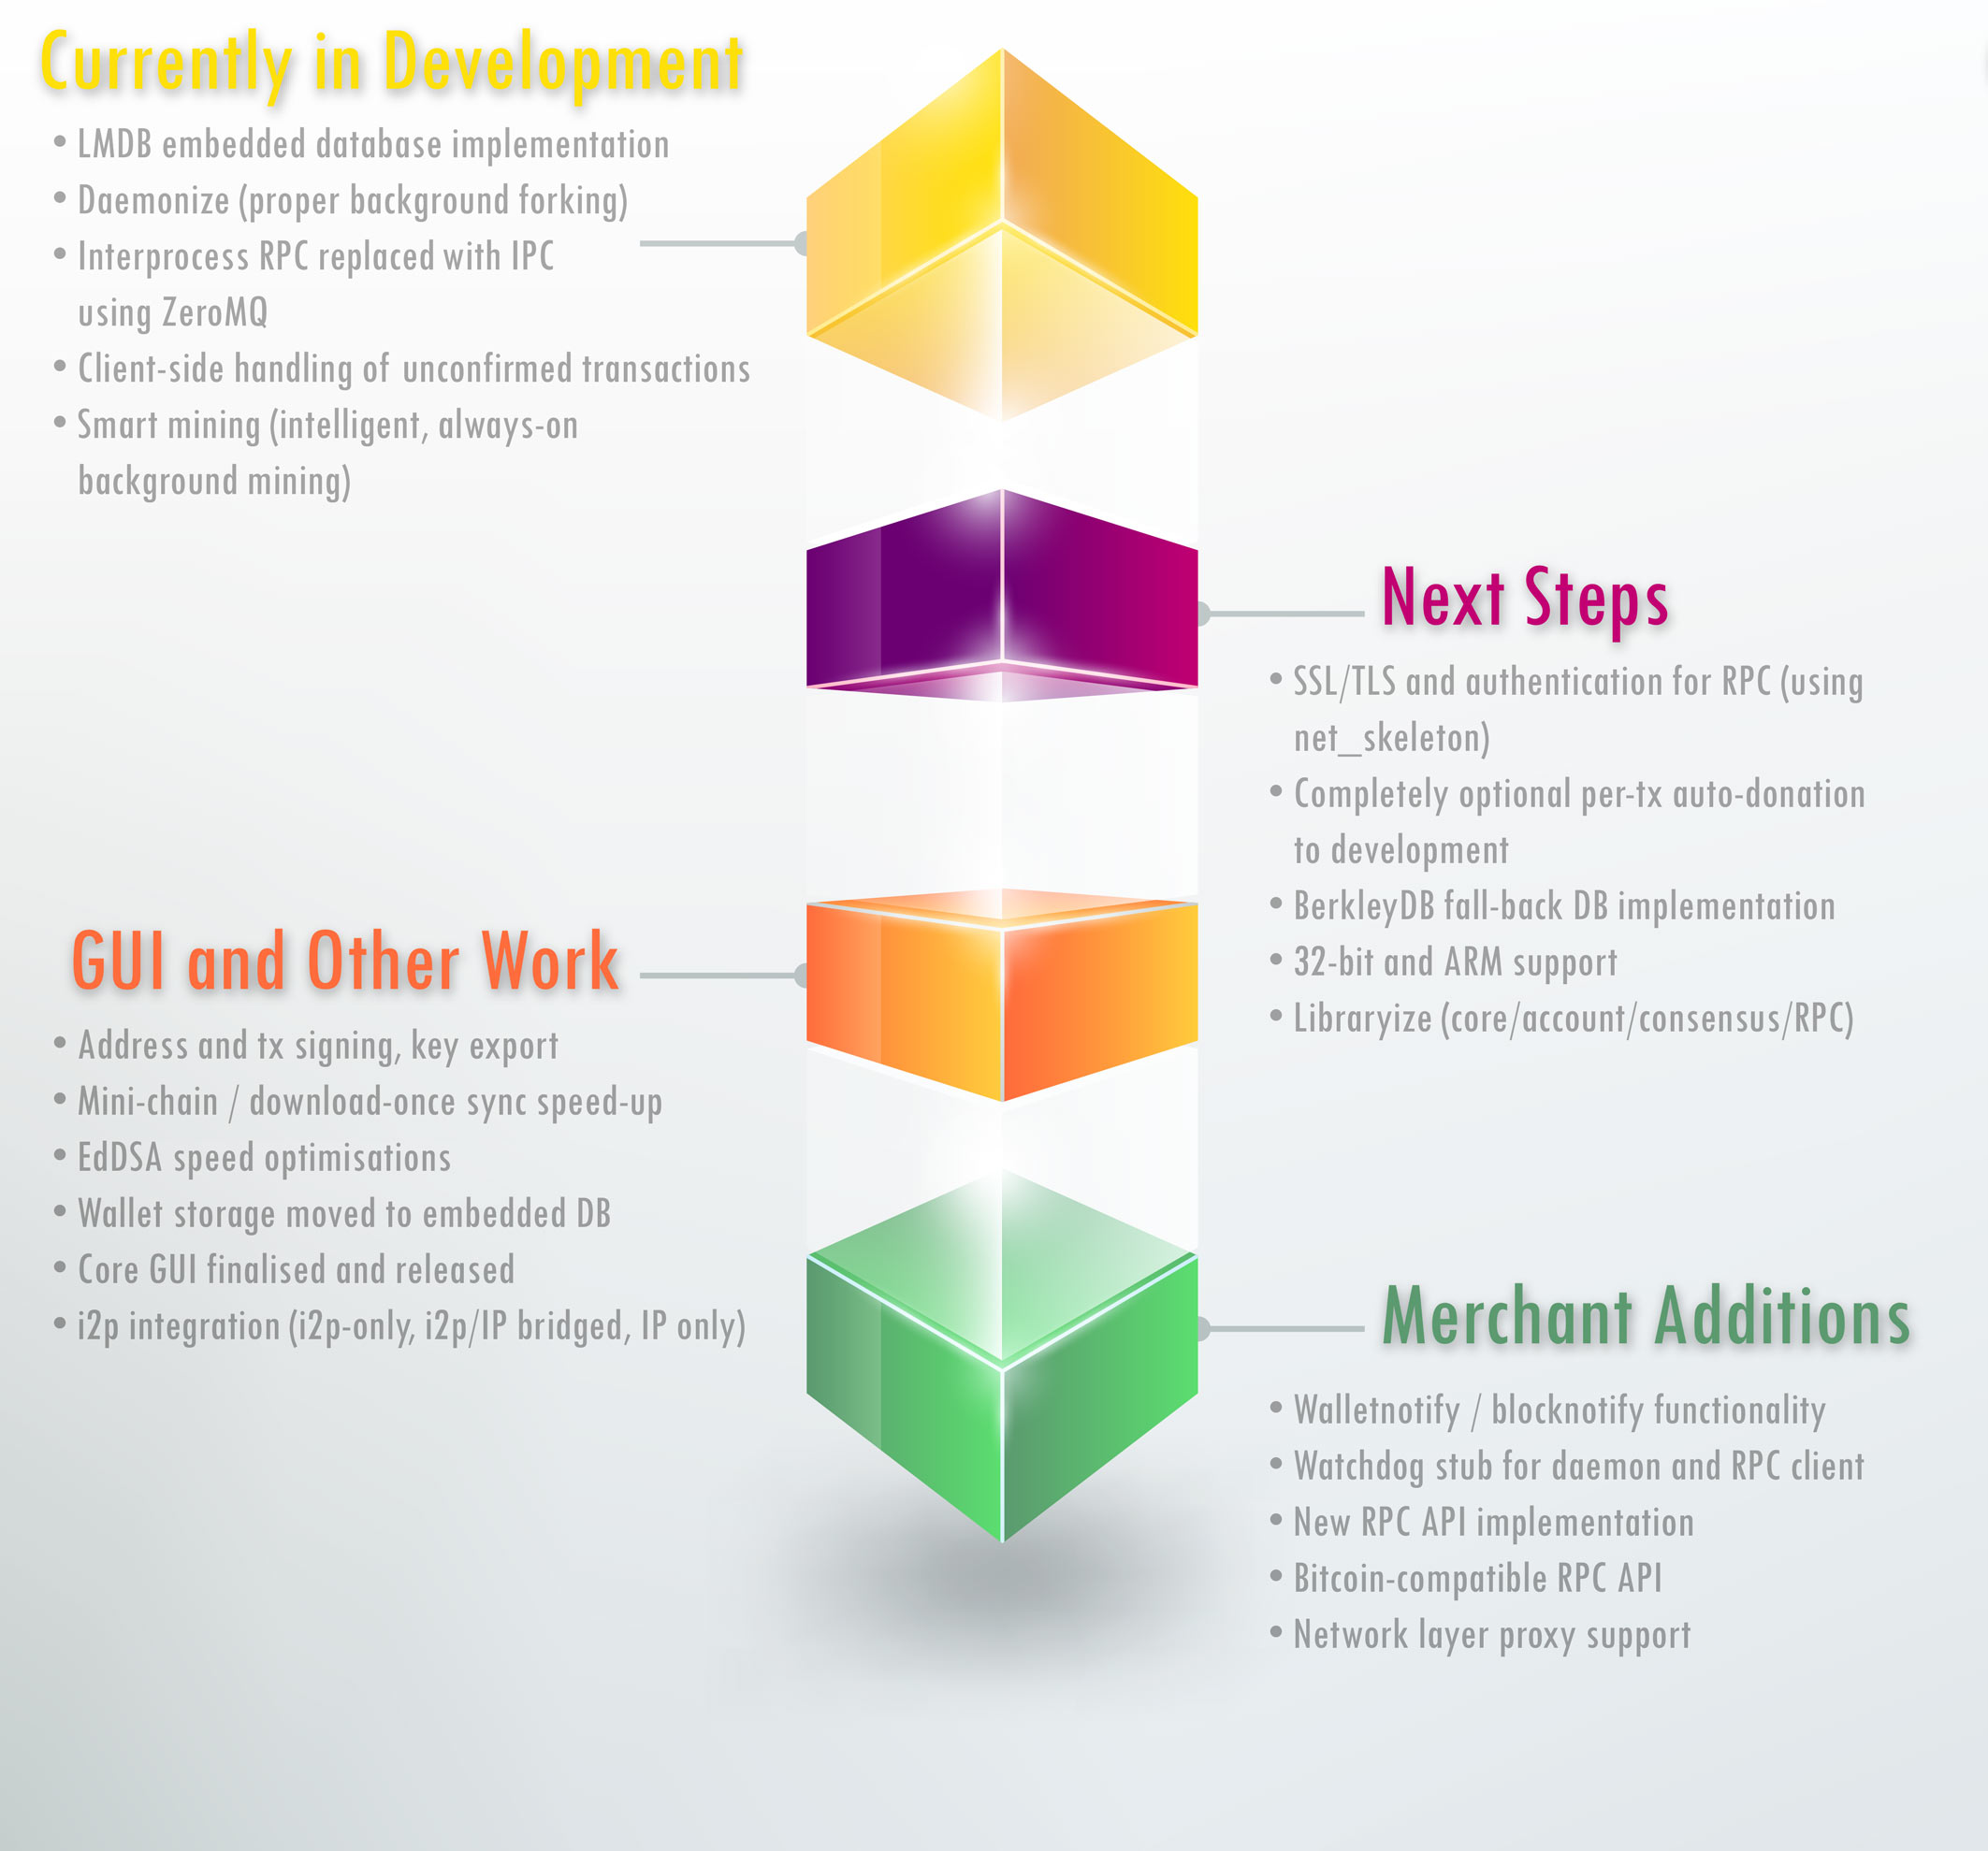 Currently in Development
• LMDB embedded database implementation
• Daemonize (proper background forking)
• Interprocess RPC replaced with IPC
using ZeroMQ
• Client-side handling of unconfirmed transactions
• Smart mining (intelligent, always-on
background mining)
Next Steps
• SSL/TLS and authentication for RPC (using
net_skeleton)
• Completely optional per-tx auto-donation
to development
• BerkleyDB fall-back DB implementation
• 32-bit and ARM support
• Libraryize (core/account/consensus/RPC)
GUI and Other Work
• Address and tx signing, key export
• Mini-chain / download-once sync speed-up
• EdDSA speed optimisations
• Wallet storage moved to embedded DB
• Core GUI finalised and released
• i2p integration (i2p-only, i2p/IP bridged, IP only)
Merchant Additions
• Walletnotify / blocknotify functionality
• Watchdog stub for daemon and RPC client
• New RPC API implementation
• Bitcoin-compatible RPC API
• Network layer proxy support